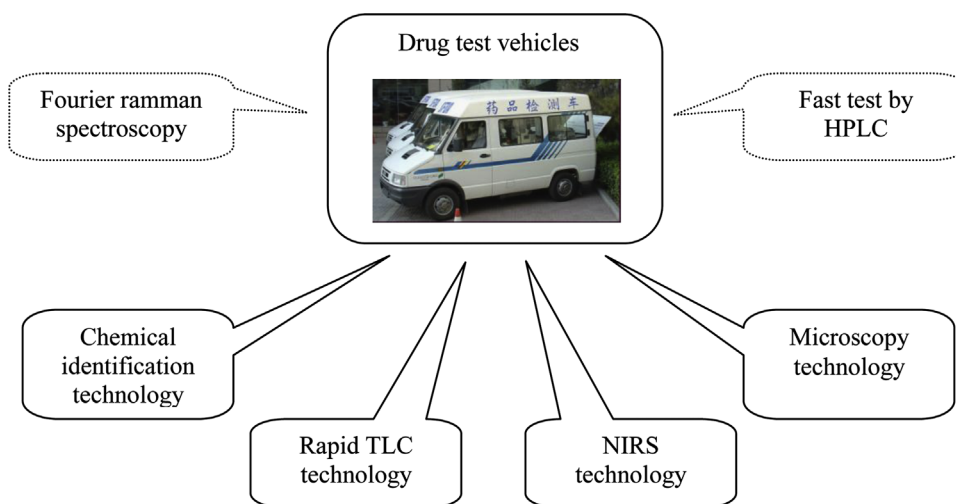 Drug test vehicles
药品检测车
Fourier ramman
spectroscopy
Fast test by
HPLC
Chemical
identification
technology
Rapid TLC
technology
NIRS
technology
Microscopy
technology